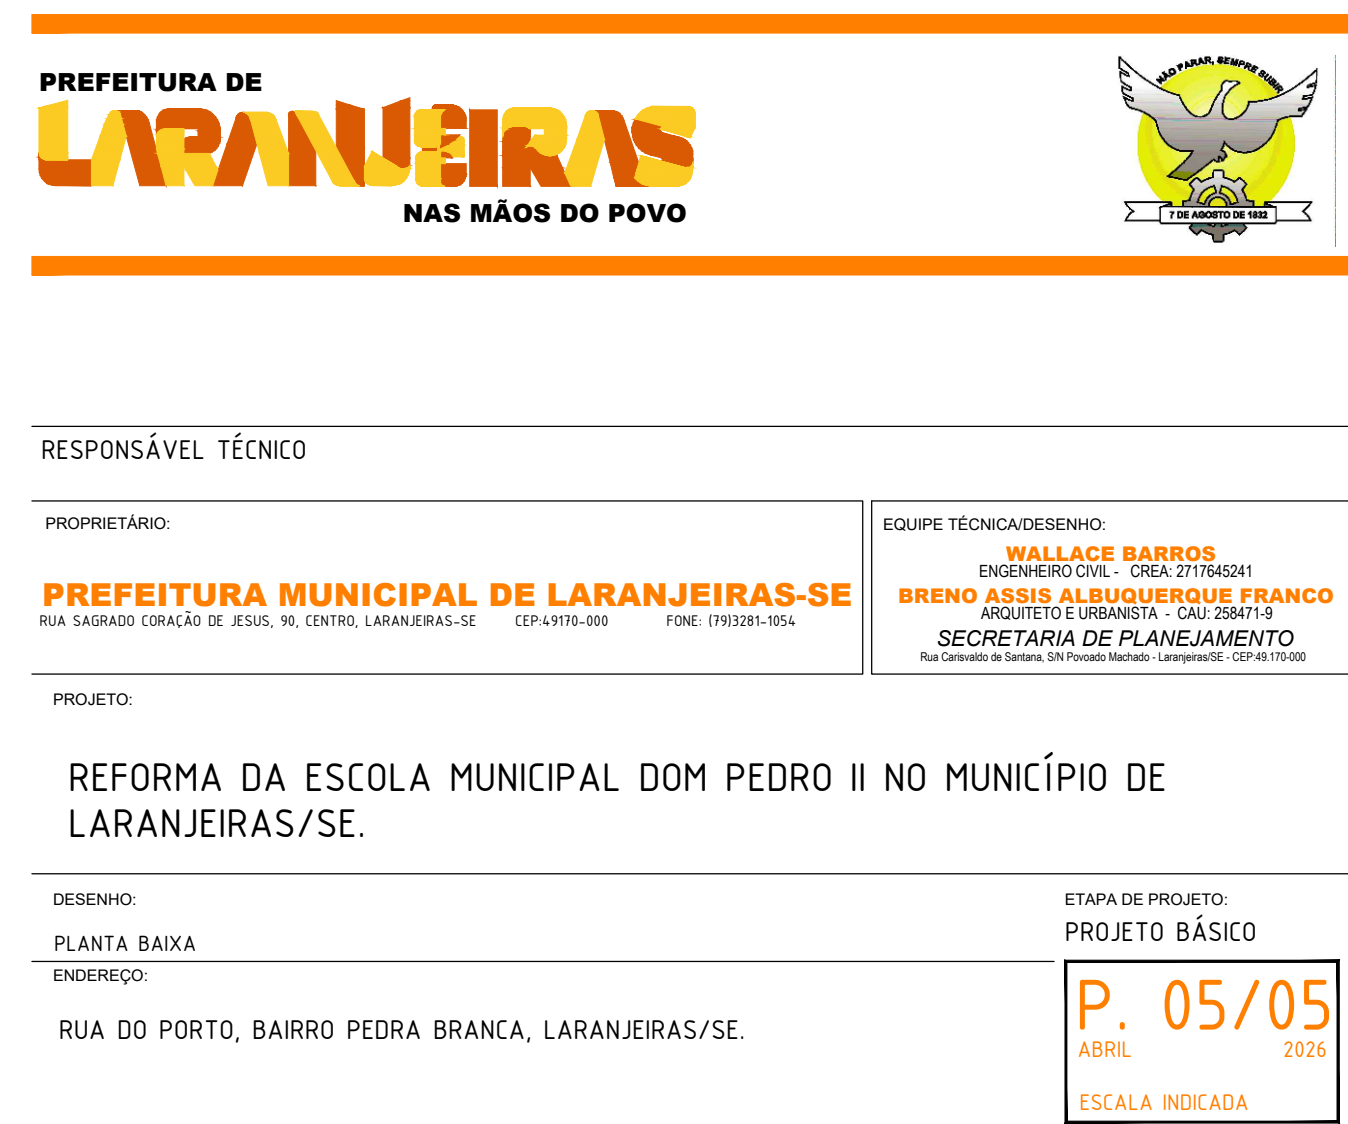 PREFEITURA DE
LARANJEIRAS
NAS MÃOS DO POVO
NÃO PARAR, SEMPRE SUBIR
7 DE AGOSTO DE 1832
RESPONSÁVEL TÉCNICO
PROPRIETÁRIO:
PREFEITURA MUNICIPAL DE LARANJEIRAS-SE
RUA SAGRADO CORAÇÃO DE JESUS, 90, CENTRO, LARANJEIRAS-SE CEP:49170-000 FONE: (79)3281-1054
EQUIPE TÉCNICA/DESENHO:
WALLACE BARROS
ENGENHEIRO CIVIL - CREA: 2717645241
BRENO ASSIS ALBUQUERQUE FRANCO
ARQUITETO E URBANISTA - CAU: 258471-9
SECRETARIA DE PLANEJAMENTO
Rua Carisvaldo de Santana, S/N Povoado Machado - Laranjeiras/SE - CEP:49.170-000
PROJETO:
REFORMA DA ESCOLA MUNICIPAL DOM PEDRO II NO MUNICÍPIO DE
LARANJEIRAS/SE.
DESENHO:
PLANTA BAIXA
ETAPA DE PROJETO:
PROJETO BÁSICO
ENDEREÇO:
RUA DO PORTO, BAIRRO PEDRA BRANCA, LARANJEIRAS/SE.
P. 05/05
ABRIL 2026
ESCALA INDICADA